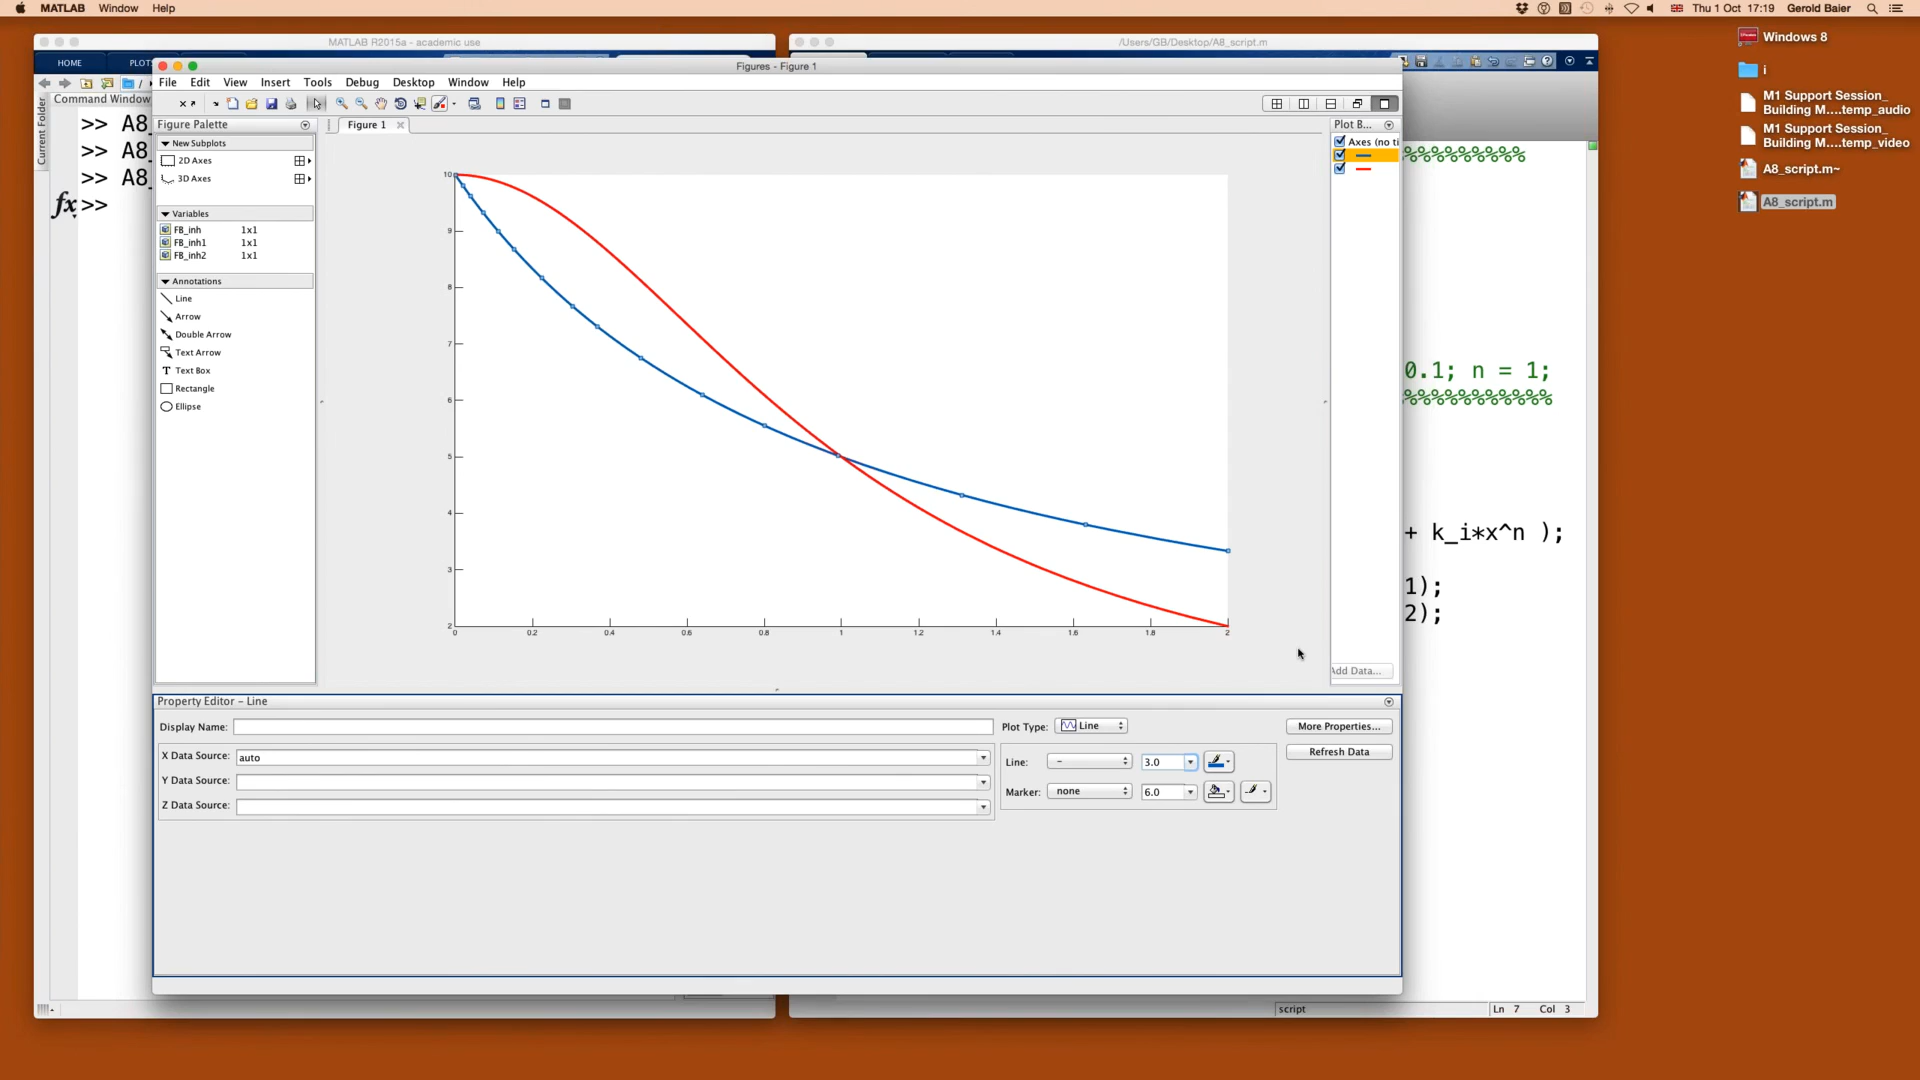 MATLAB Window Help
Thu 1 Oct 17:19 Gerold Baier
MATLAB R2015a - academic use
/Users/GB/Desktop/A8_script.m
HOME
Command Window
Current Folder
>> A8_
>> A8_
>> A8_
fx >>
Figures - Figure 1
File Edit View Insert Tools Debug Desktop Window Help
Figure Palette
New Subplots
2D Axes
3D Axes
Variables
FB_inh 1x1
FB_inh1 1x1
FB_inh2 1x1
Annotations
Line
Arrow
Double Arrow
Text Arrow
T Text Box
Rectangle
Ellipse
Figure 1
10
9
8
7
6
5
4
3
2
0 0.2 0.4 0.6 0.8 1 1.2 1.4 1.6 1.8 2
Plot B...
Axes (no ti
Add Data...
Property Editor - Line
Display Name:
X Data Source: auto
Y Data Source:
Z Data Source:
Plot Type: Line
Line: - 3.0
Marker: none 6.0
More Properties...
Refresh Data
%%%%%%%%%
0.1; n = 1;
%%%%%%%%%%%
+ k_i*x^n );
1);
2);
script Ln 7 Col 3
Windows 8
i
M1 Support Session_
Building M....temp_audio
M1 Support Session_
Building M....temp_video
A8_script.m~
A8_script.m